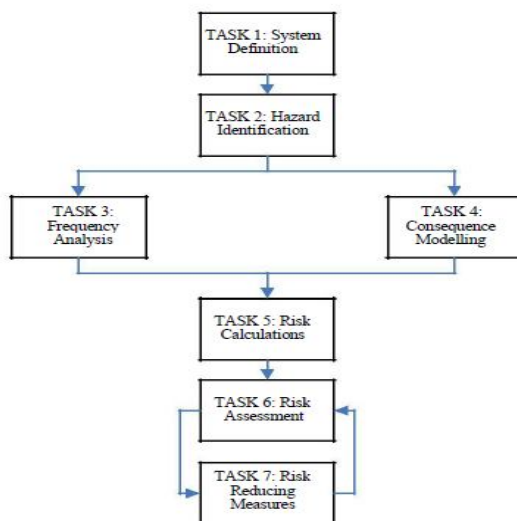 TASK 1: System
Definition
TASK 2: Hazard
Identification
TASK 3:
Frequency
Analysis
TASK 4:
Consequence
Modelling
TASK 5: Risk
Calculations
TASK 6: Risk
Assessment
TASK 7: Risk
Reducing
Measures